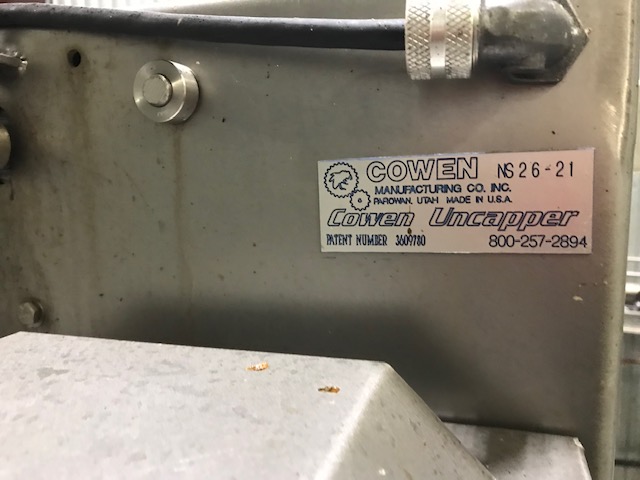 COWEN NS26-21
MANUFACTURING CO. INC.
PAROWAN, UTAH MADE IN U.S.A.
Cowen Uncapper
PATENT NUMBER 3609780 800-257-2894